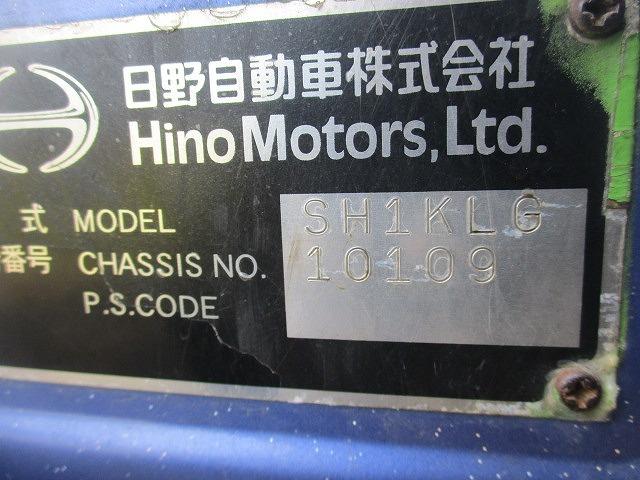 日野自動車株式会社
Hino Motors, Ltd.
式 MODEL SH1KLG
番号 CHASSIS NO. 10109
P.S.CODE